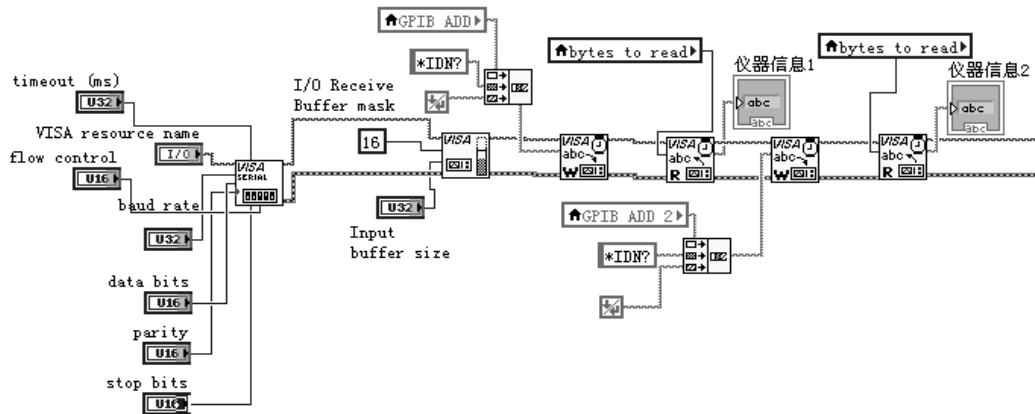 GPIB ADD
bytes to read
bytes to read
仪器信息1
仪器信息2
*IDN?
timeout (ms)
U32
I/O Receive
Buffer mask
abc
abc
abc
abc
VISA resource name
I/O
16
VISA
VISA
abc
W
VISA
abc
R
VISA
abc
W
VISA
abc
R
flow control
U16
VISA
SERIAL
baud rate
U32
U32
Input
buffer size
GPIB ADD 2
*IDN?
data bits
U16
parity
U16
stop bits
U16